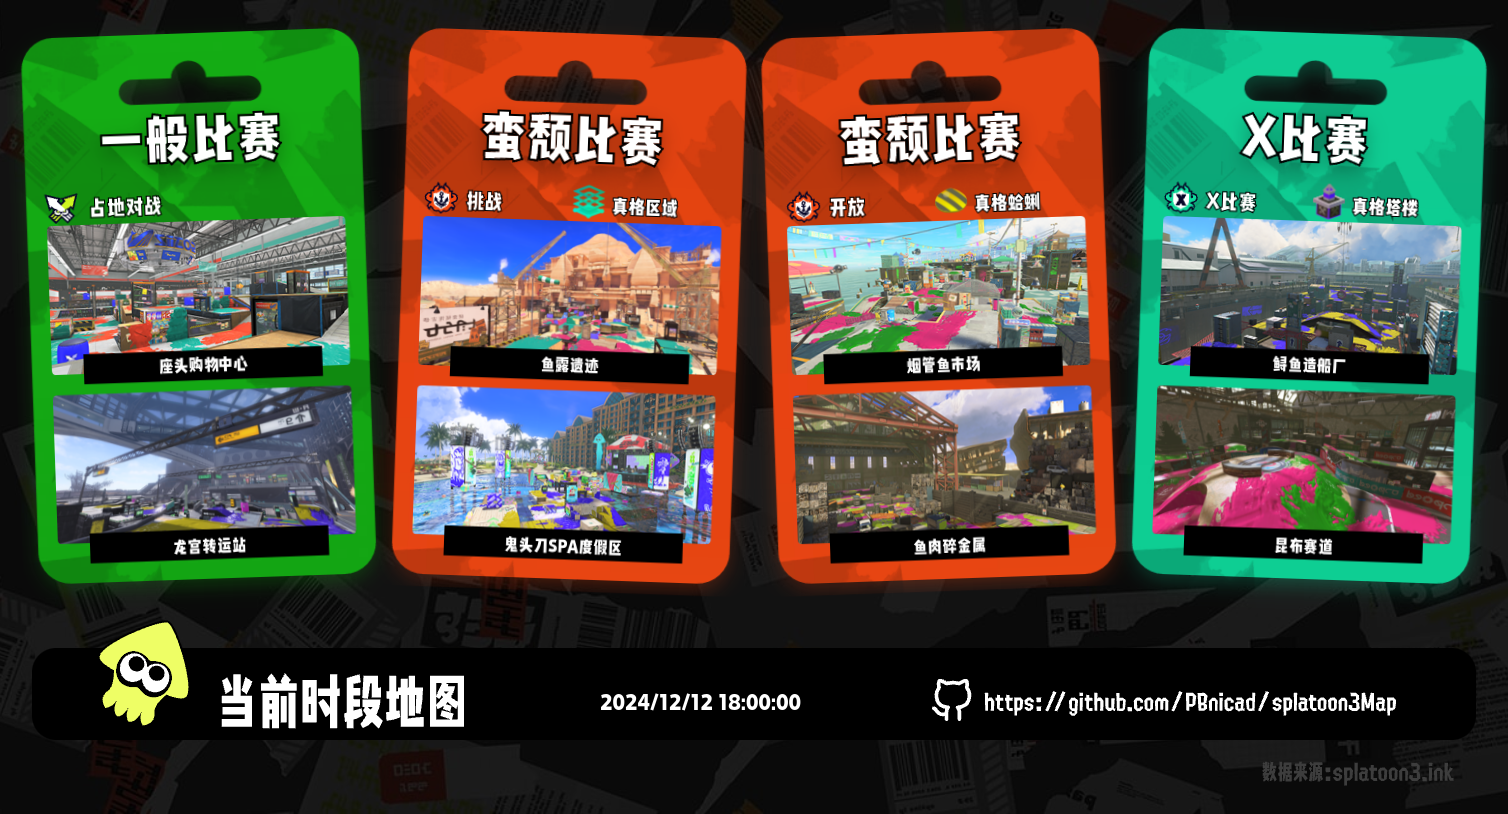 一般比赛
占地对战
座头购物中心
龙宫转运站
蛮颓比赛
挑战
真格区域
鱼露遗迹
鬼头刀SPA度假区
蛮颓比赛
开放
真格蛤蜊
烟管鱼市场
鱼肉碎金属
X比赛
X比赛
真格塔楼
鲟鱼造船厂
昆布赛道
当前时段地图
2024/12/12 18:00:00
https://github.com/PBnicad/splatoon3Map
数据来源:splatoon3.ink